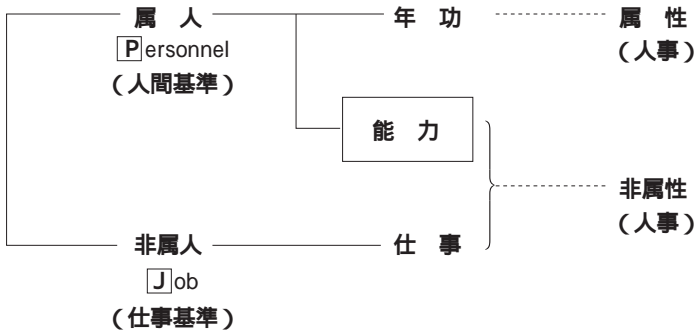 属 人 年 功 属 性
Personnel （人事）
（人間基準）
能 力
非属性
（人事）
非属人 仕 事
Job
（仕事基準）